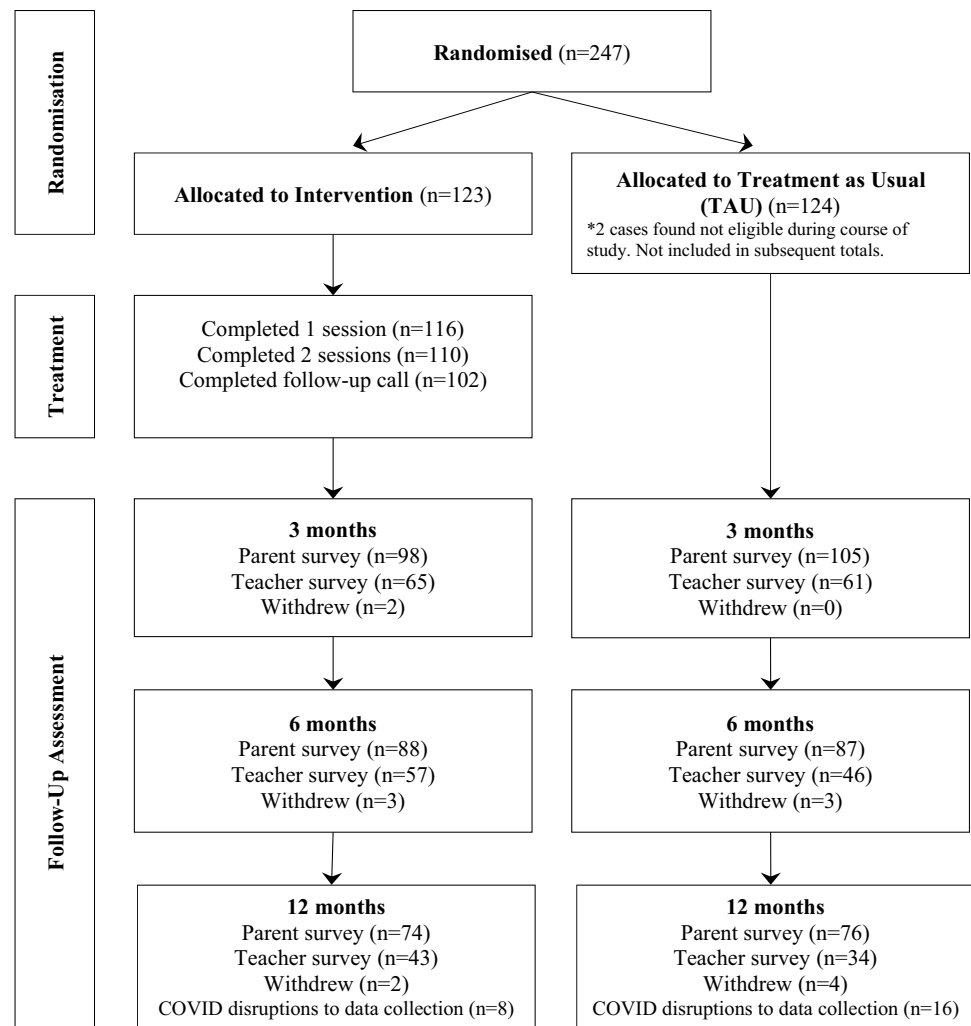 Randomisation
Randomised (n=247)
Allocated to Intervention (n=123)
Allocated to Treatment as Usual
(TAU) (n=124)
*2 cases found not eligible during course of
study. Not included in subsequent totals.
Treatment
Completed 1 session (n=116)
Completed 2 sessions (n=110)
Completed follow-up call (n=102)
Follow-Up Assessment
3 months
Parent survey (n=98)
Teacher survey (n=65)
Withdrew (n=2)
3 months
Parent survey (n=105)
Teacher survey (n=61)
Withdrew (n=0)
6 months
Parent survey (n=88)
Teacher survey (n=57)
Withdrew (n=3)
6 months
Parent survey (n=87)
Teacher survey (n=46)
Withdrew (n=3)
12 months
Parent survey (n=74)
Teacher survey (n=43)
Withdrew (n=2)
COVID disruptions to data collection (n=8)
12 months
Parent survey (n=76)
Teacher survey (n=34)
Withdrew (n=4)
COVID disruptions to data collection (n=16)